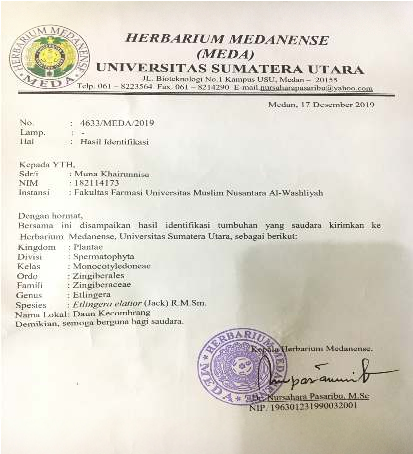 HERBARIUM MEDANENSE
(MEDA)
UNIVERSITAS SUMATERA UTARA
JL. Bioteknologi No.1 Kampus USU, Medan – 20155
Telp. 061 – 8223564 Fax. 061 – 8214290 E-mail.nursaharapasaribu@yahoo.com
HERBARIUM MEDANENSE
MEDA
Medan, 17 Desember 2019
No. : 4633/MEDA/2019
Lamp. : -
Hal : Hasil Identifikasi
Kepada YTH,
Sdr/i : Muna Khairunnisa
NIM : 182114173
Instansi : Fakultas Farmasi Universitas Muslim Nusantara Al-Washliyah
Dengan hormat,
Bersama ini disampaikan hasil identifikasi tumbuhan yang saudara kirimkan ke
Herbarium Medanense, Universitas Sumatera Utara, sebagai berikut:
Kingdom : Plantae
Divisi : Spermatophyta
Kelas : Monocotyledoneae
Ordo : Zingiberales
Famili : Zingiberaceae
Genus : Etlingera
Spesies : Etlingera elatior (Jack) R.M.Sm.
Nama Lokal: Daun Kecombrang
Demikian, semoga berguna bagi saudara.
Kepala Herbarium Medanense.
HERBARIUM MEDANENSE
MEDA
Nursahara Pasaribu, M.Sc
NIP. 196301231990032001